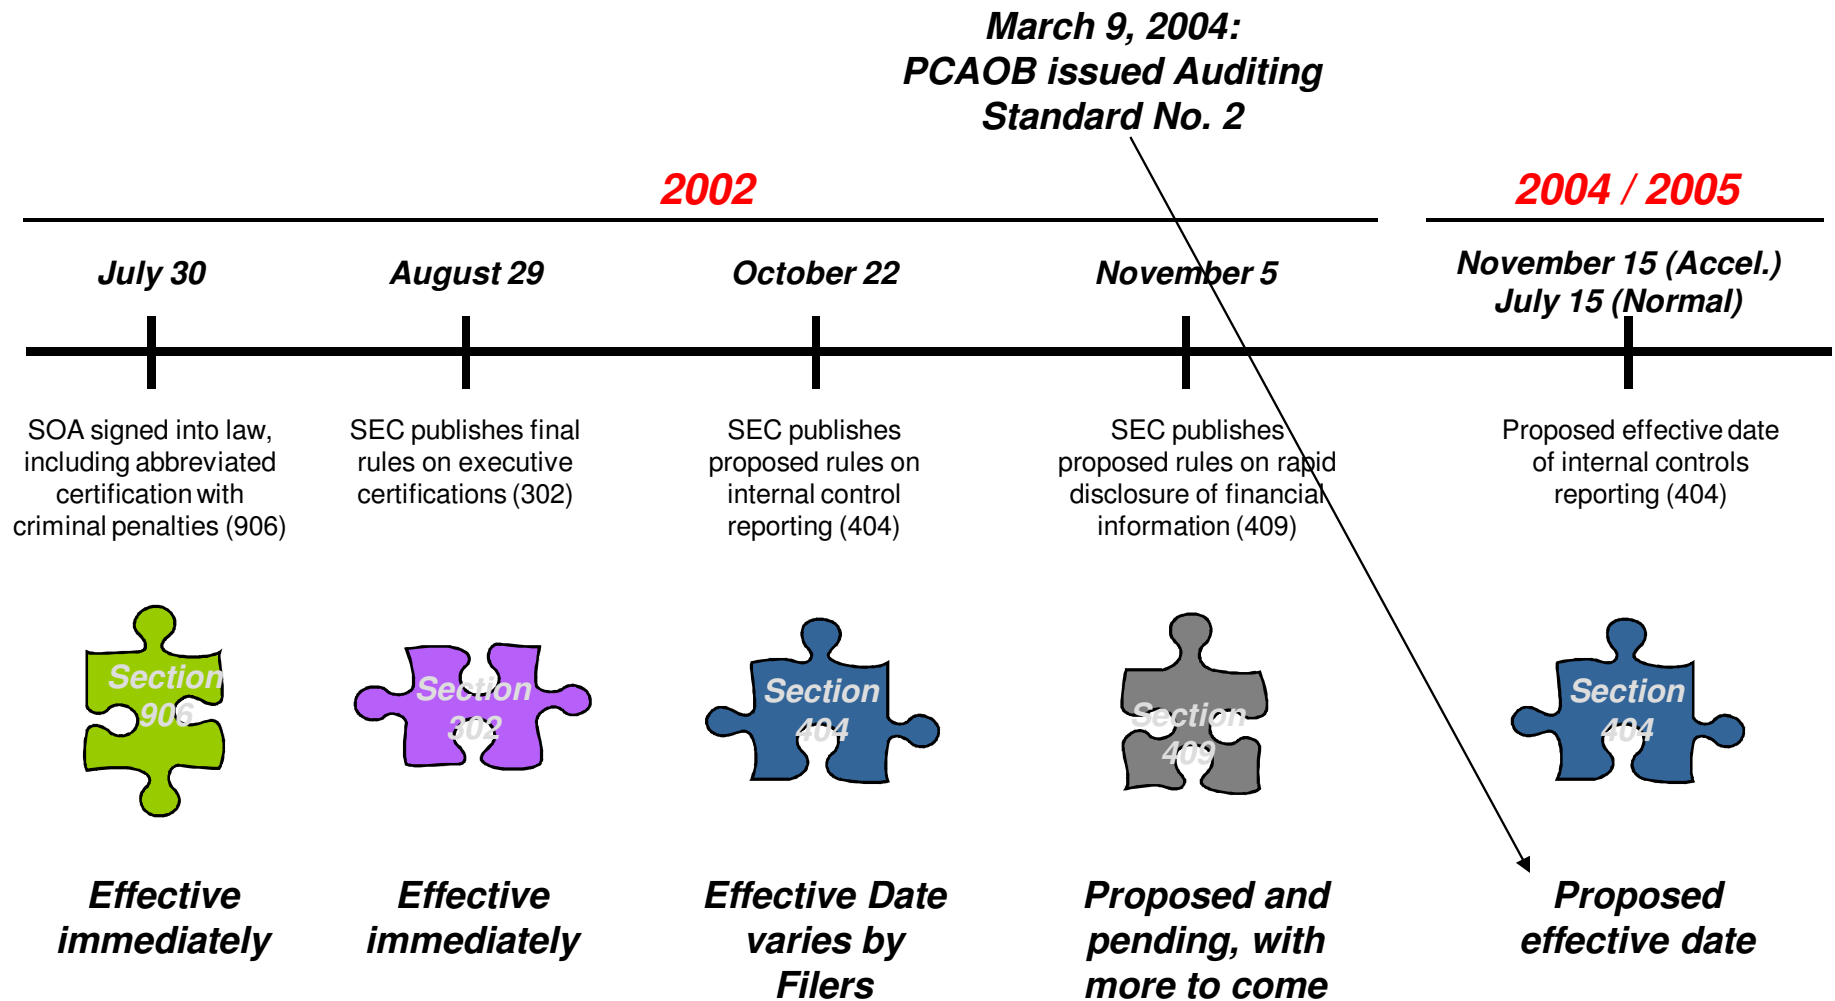 March 9, 2004:
PCAOB issued Auditing
Standard No. 2
2002
2004 / 2005
July 30
August 29
October 22
November 5
November 15 (Accel.)
July 15 (Normal)
SOA signed into law,
including abbreviated
certification with
criminal penalties (906)
SEC publishes final
rules on executive
certifications (302)
SEC publishes
proposed rules on
internal control
reporting (404)
SEC publishes
proposed rules on rapid
disclosure of financial
information (409)
Proposed effective date
of internal controls
reporting (404)
Section
906
Section
302
Section
404
Section
409
Section
404
Effective
immediately
Effective
immediately
Effective Date
varies by
Filers
Proposed and
pending, with
more to come
Proposed
effective date